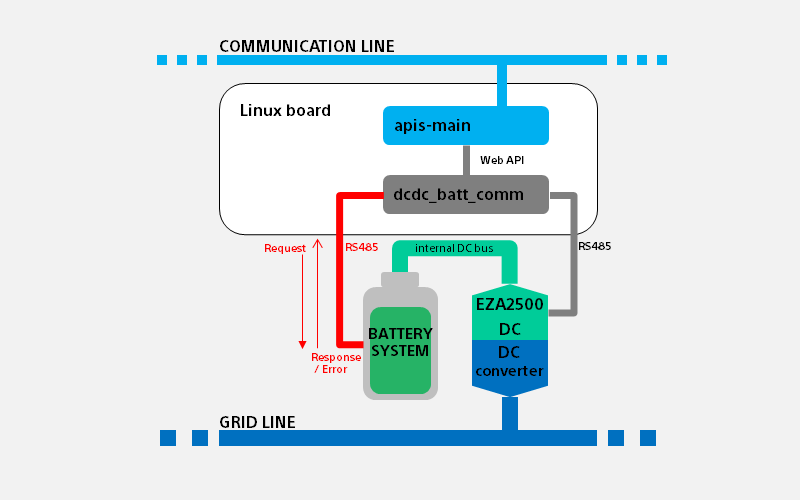 COMMUNICATION LINE
Linux board
apis-main
Web API
dcdc_batt_comm
Request
RS485
internal DC bus
RS485
EZA2500
DC
BATTERY
SYSTEM
DC
converter
Response
/ Error
GRID LINE